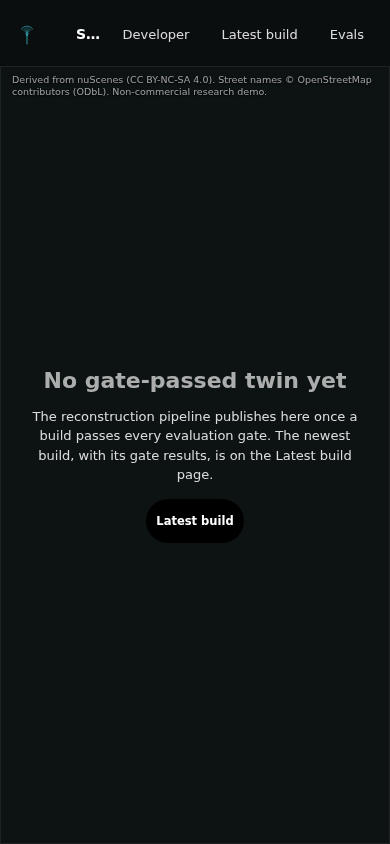 S...
Developer
Latest build
Evals
Derived from nuScenes (CC BY-NC-SA 4.0). Street names © OpenStreetMap
contributors (ODbL). Non-commercial research demo.
No gate-passed twin yet
The reconstruction pipeline publishes here once a
build passes every evaluation gate. The newest
build, with its gate results, is on the Latest build
page.
Latest build